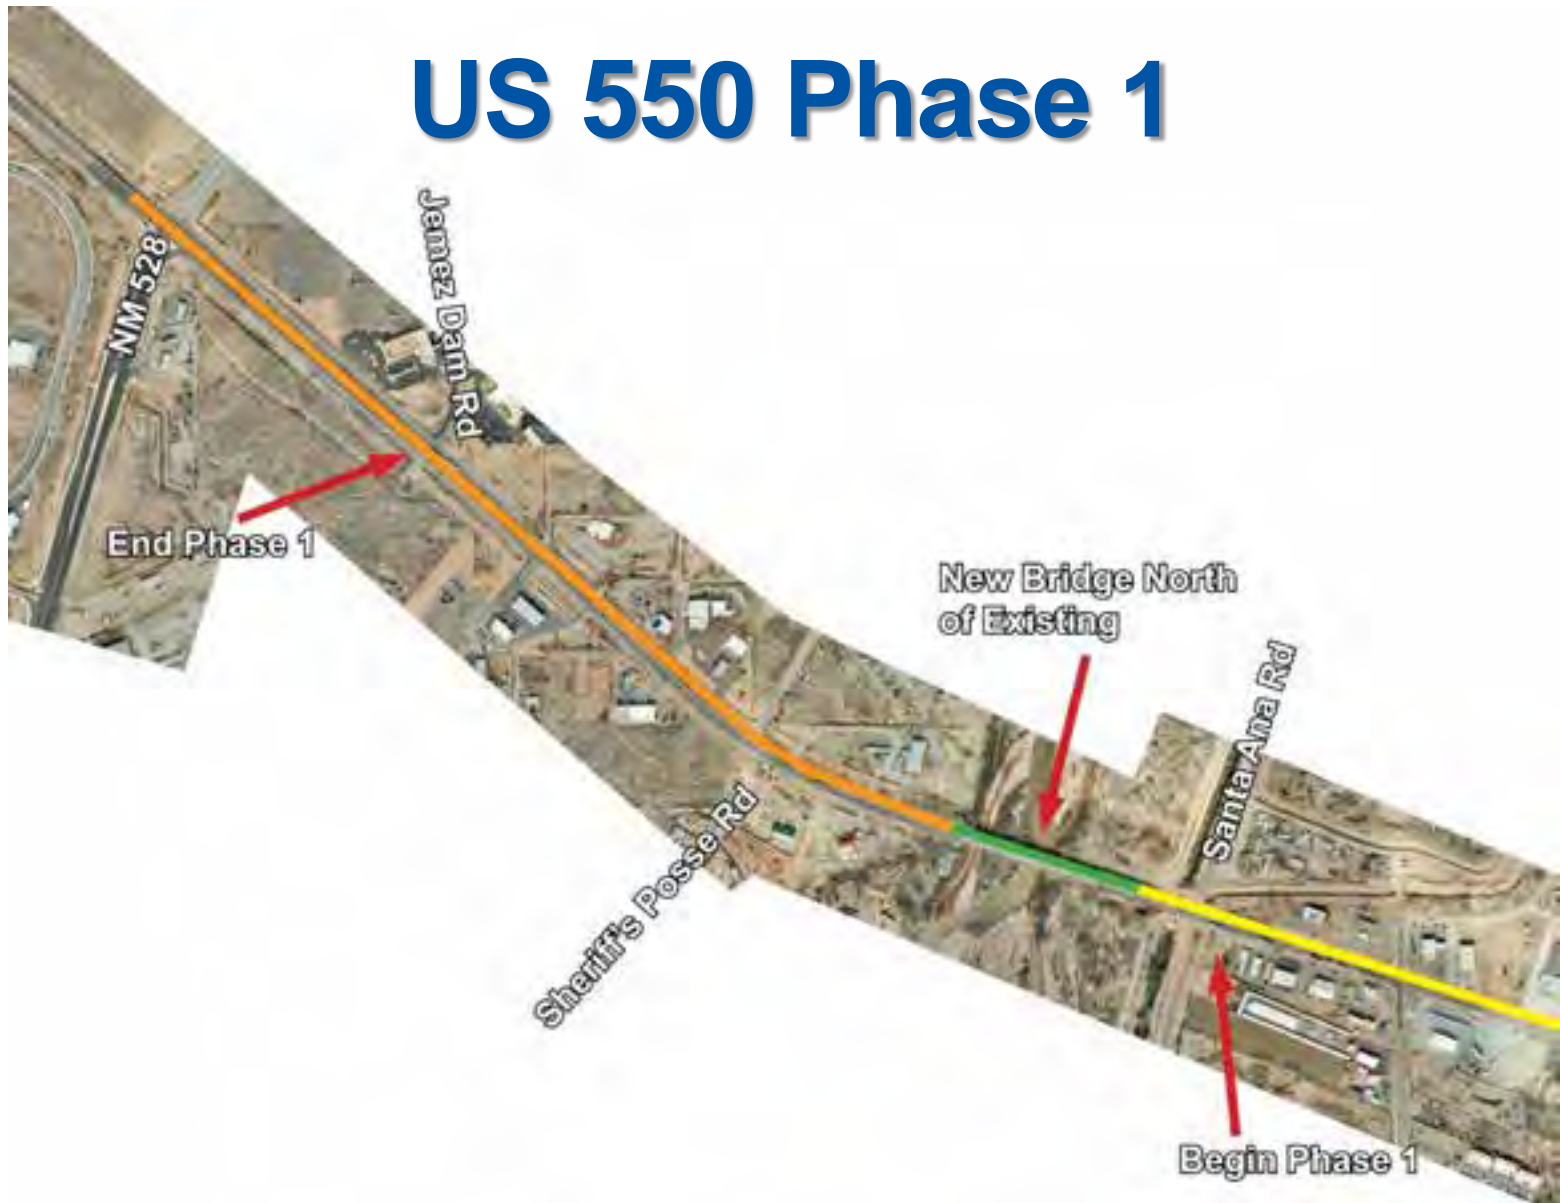 US 550 Phase 1
Jemez Dam Rd
NM 528
End Phase 1
New Bridge North
of Existing
Santa Ana Rd
Sheriff's Posse Rd
Begin Phase 1